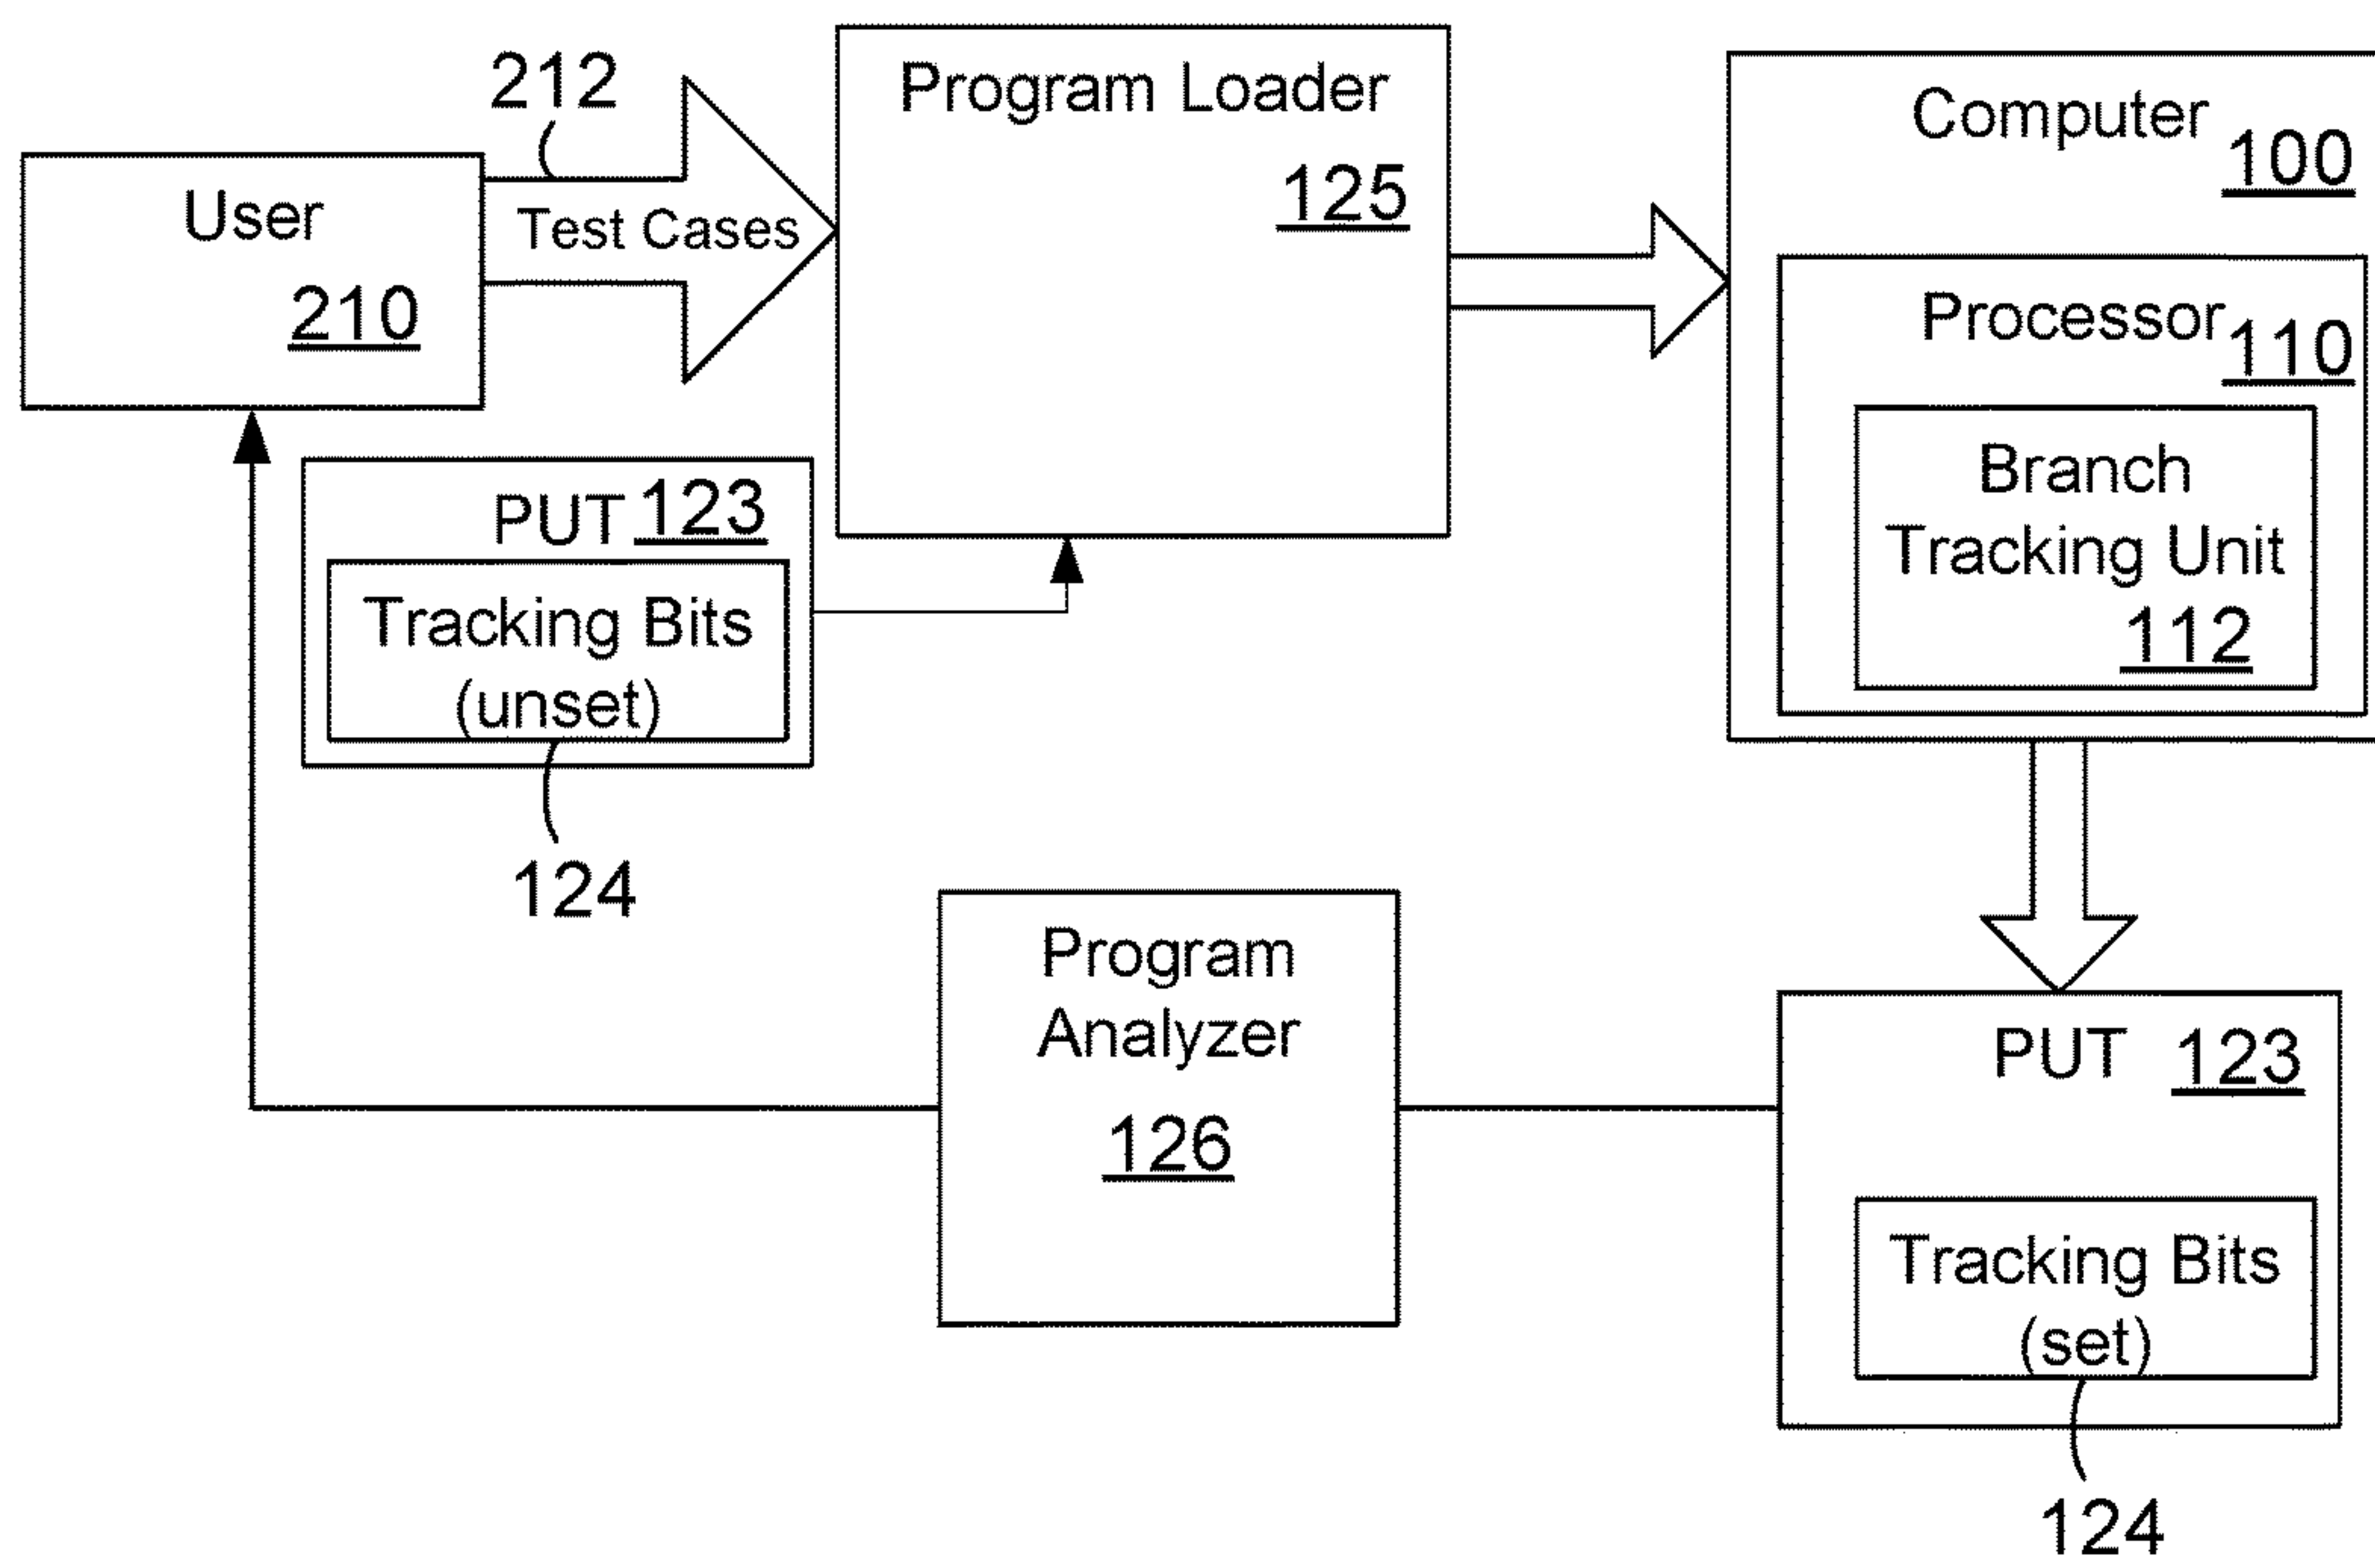 212
User
210
Test Cases
Program Loader
125
Computer
100
Processor
110
Branch
Tracking Unit
112
PUT 123
Tracking Bits
(unset)
124
Program
Analyzer
126
PUT 123
Tracking Bits
(set)
124